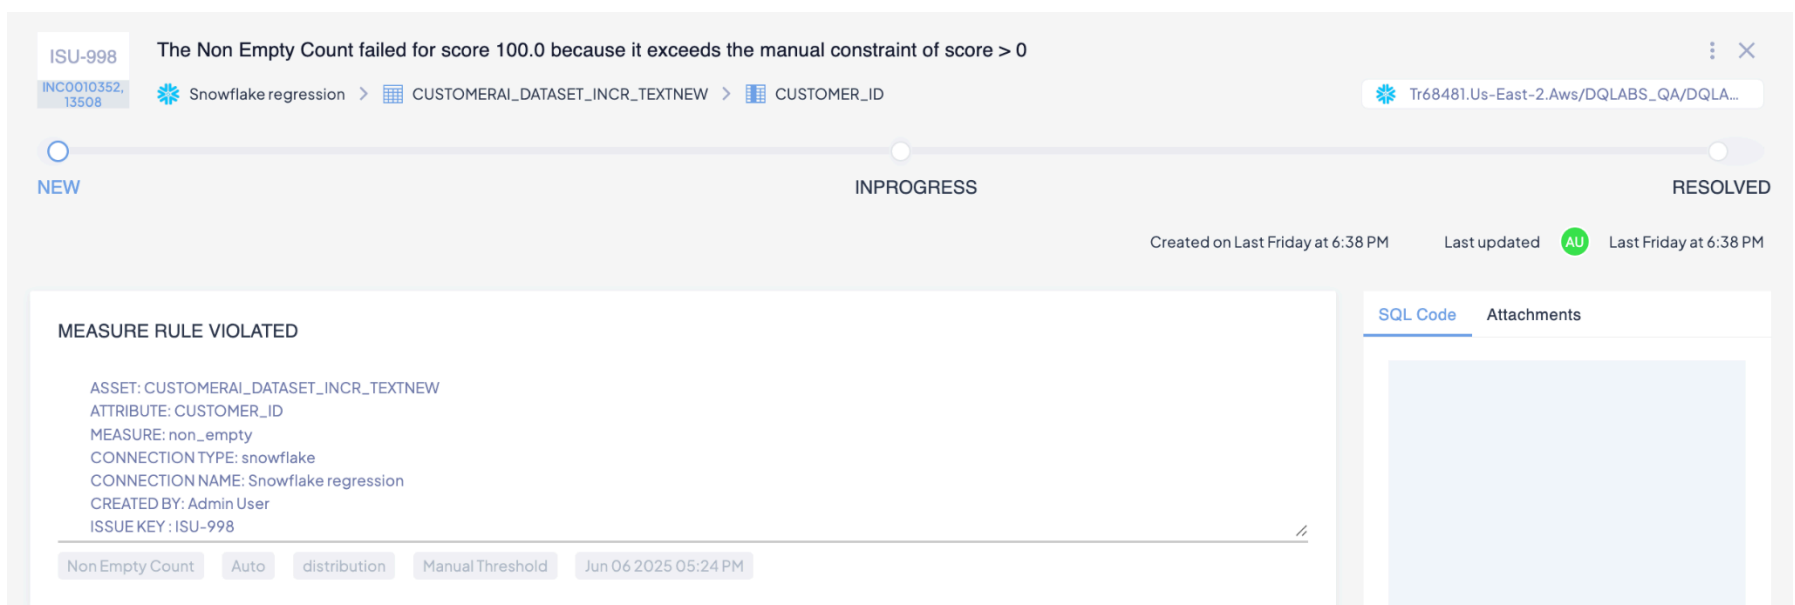 ISU-998
INC0010352,
13508
The Non Empty Count failed for score 100.0 because it exceeds the manual constraint of score > 0
Snowflake regression > CUSTOMERAI_DATASET_INCR_TEXTNEW > CUSTOMER_ID
Tr68481.Us-East-2.Aws/DQLABS_QA/DQLA...
NEW
INPROGRESS
RESOLVED
Created on Last Friday at 6:38 PM
Last updated AU Last Friday at 6:38 PM
MEASURE RULE VIOLATED
ASSET: CUSTOMERAI_DATASET_INCR_TEXTNEW
ATTRIBUTE: CUSTOMER_ID
MEASURE: non_empty
CONNECTION TYPE: snowflake
CONNECTION NAME: Snowflake regression
CREATED BY: Admin User
ISSUE KEY : ISU-998
Non Empty Count Auto distribution Manual Threshold Jun 06 2025 05:24 PM
SQL Code Attachments